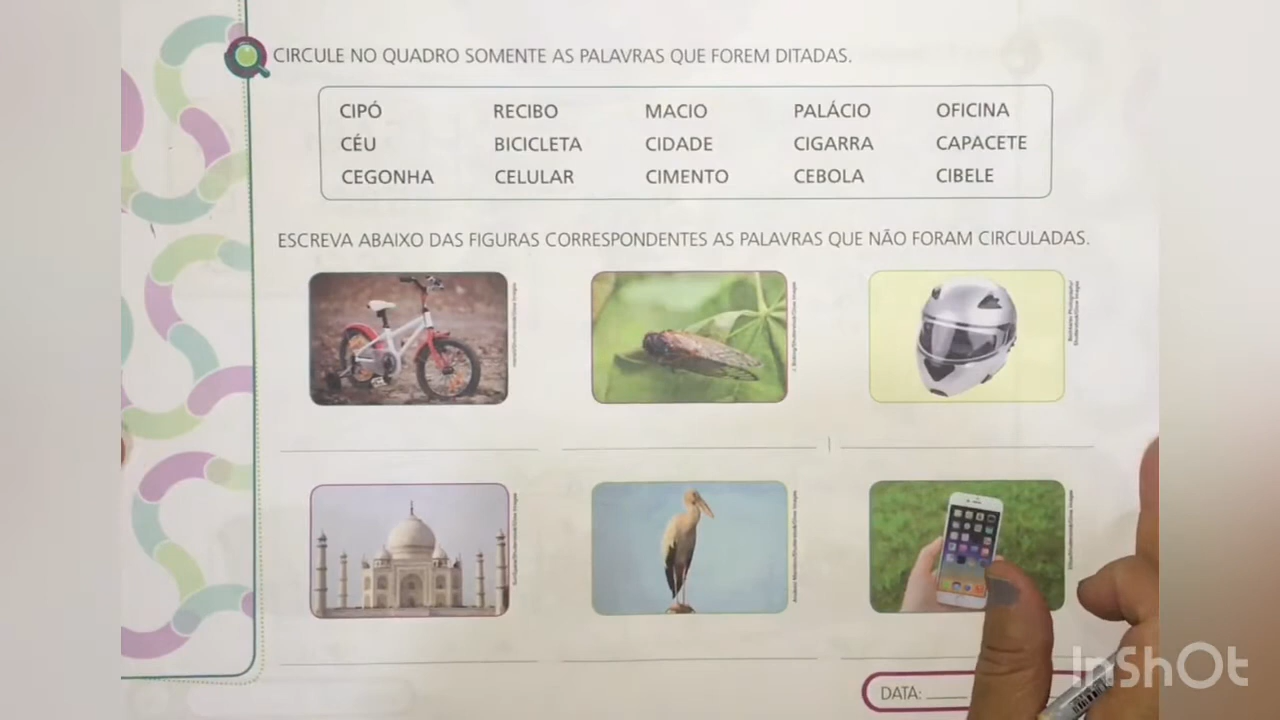 CIRCULE NO QUADRO SOMENTE AS PALAVRAS QUE FOREM DITADAS.
CIPÓ RECIBO MACIO PALÁCIO OFICINA
CÉU BICICLETA CIDADE CIGARRA CAPACETE
CEGONHA CELULAR CIMENTO CEBOLA CIBELE
ESCREVA ABAIXO DAS FIGURAS CORRESPONDENTES AS PALAVRAS QUE NÃO FORAM CIRCULADAS.
DATA:
InShOt